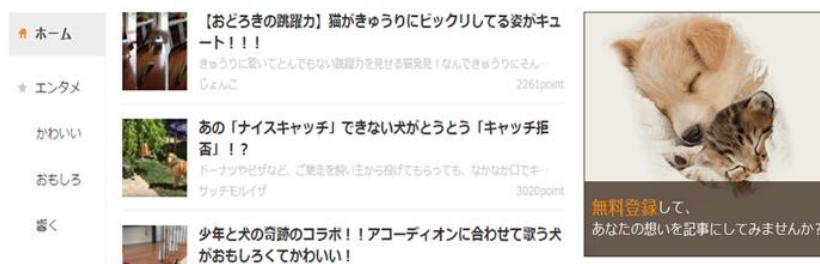 ホーム
エンタメ
かわいい
おもしろ
響く
【おどろきの跳躍力】猫がきゅうりにビックリしてる姿がキュ
ート！！！
きゅうりに驚いてとんでもない跳躍力を見せる猫発見！なんできゅうりにそん…
じょんこ
2261point
あの「ナイスキャッチ」できない犬がとうとう「キャッチ拒
否」！？
ドーナツやピザなど、ご馳走を飼い主から投げてもらっても、なかなか口でキ…
サッチモルイザ
3020point
少年と犬の奇跡のコラボ！！アコーディオンに合わせて歌う犬
がおもしろくてかわいい！
無料登録して、
あなたの想いを記事にしてみませんか?